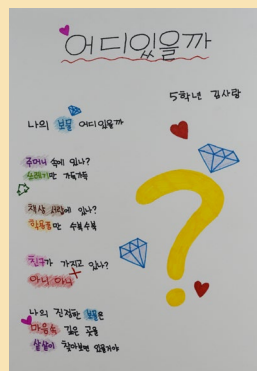 어디있을까
5학년 김사랑
나의 보물 어디있을까
주머니 속에 있나?
쓰레기만 가득가득
책상 서랍에 있나?
학용품만 수북수북
친구가 가지고 있나?
아니 아니
나의 진정한 보물은
마음속 깊은 곳을
샅샅이 찾아보면 있을거야